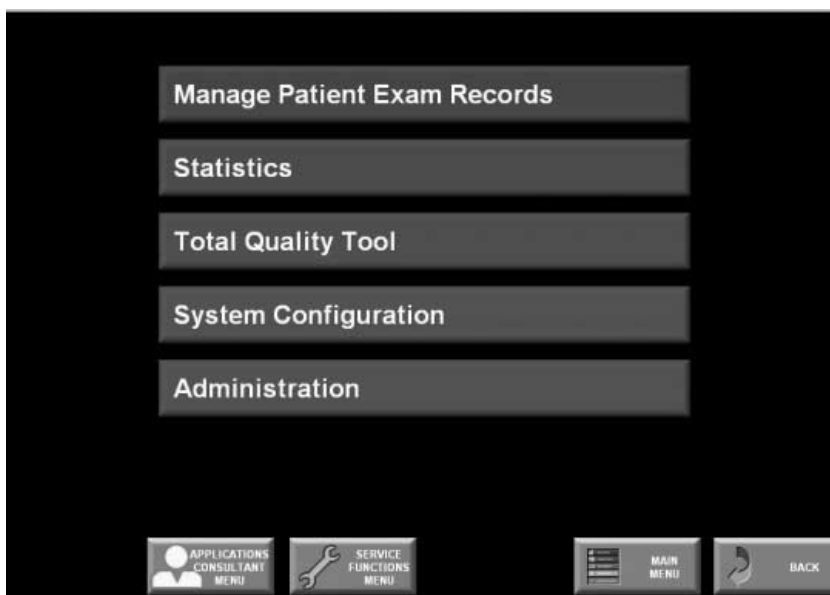 Manage Patient Exam Records
Statistics
Total Quality Tool
System Configuration
Administration
APPLICATIONS
CONSULTANT
MENU
SERVICE
FUNCTIONS
MENU
MAIN
MENU
BACK